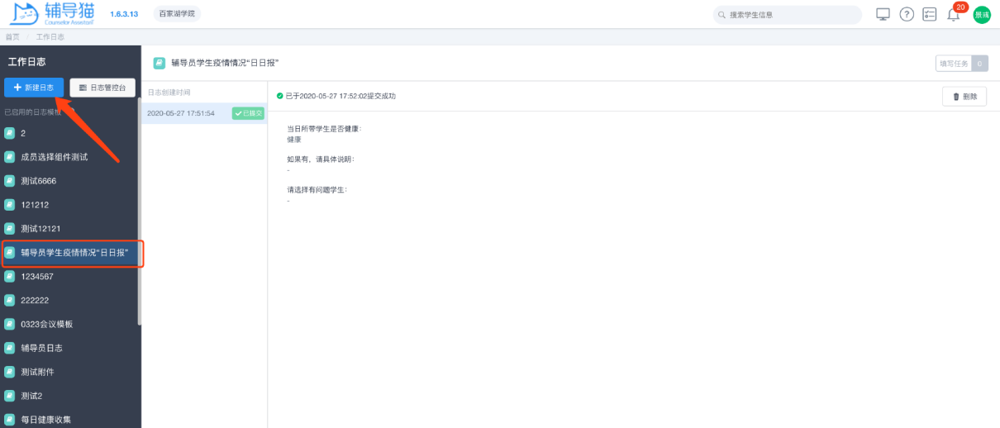 辅导猫
Counselor Assistant
1.6.3.13
百家湖学院
搜索学生信息
20
景彧
首页 / 工作日志
工作日志
+ 新建日志
日志管控台
已启用的日志模板
2
成员选择组件测试
测试6666
121212
测试12121
辅导员学生疫情情况“日日报”
1234567
222222
0323会议模板
辅导员日志
测试附件
测试2
每日健康收集
辅导员学生疫情情况“日日报”
填写任务 0
日志创建时间
2020-05-27 17:51:54 已提交
已于2020-05-27 17:52:02提交成功
删除
当日所带学生是否健康:
健康
如果有，请具体说明:
-
请选择有问题学生:
-